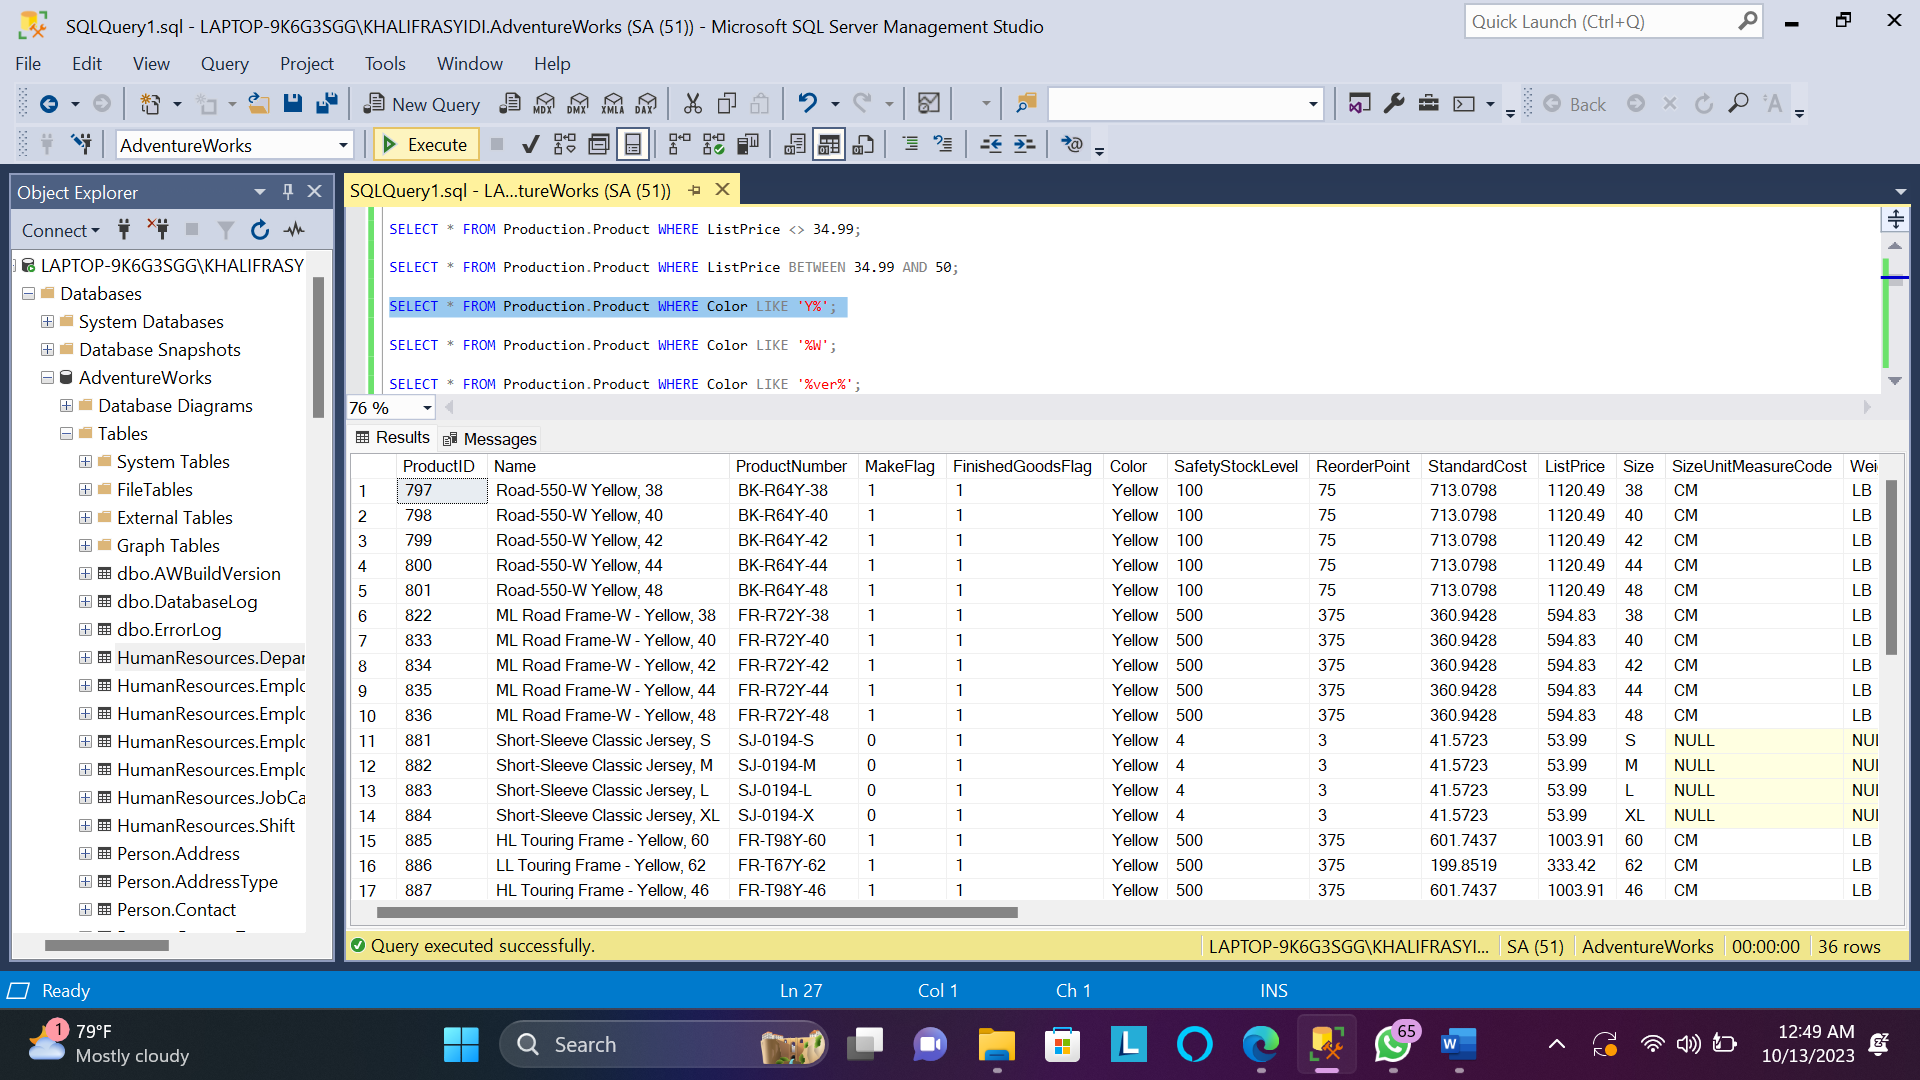 SQLQuery1.sql - LAPTOP-9K6G3SGG\KHALIFRASYIDI.AdventureWorks (SA (51)) - Microsoft SQL Server Management Studio
Quick Launch (Ctrl+Q)
File Edit View Query Project Tools Window Help
New Query MDX DMX XMLA DAX Back
AdventureWorks Execute
Object Explorer
Connect
LAPTOP-9K6G3SGG\KHALIFRASY
Databases
System Databases
Database Snapshots
AdventureWorks
Database Diagrams
Tables
System Tables
FileTables
External Tables
Graph Tables
dbo.AWBuildVersion
dbo.DatabaseLog
dbo.ErrorLog
HumanResources.Depar
HumanResources.Emplo
HumanResources.Emplo
HumanResources.Emplo
HumanResources.Emplo
HumanResources.JobCa
HumanResources.Shift
Person.Address
Person.AddressType
Person.Contact
SQLQuery1.sql - LA...tureWorks (SA (51))
SELECT * FROM Production.Product WHERE ListPrice <> 34.99;
SELECT * FROM Production.Product WHERE ListPrice BETWEEN 34.99 AND 50;
SELECT * FROM Production.Product WHERE Color LIKE 'Y%';
SELECT * FROM Production.Product WHERE Color LIKE '%W';
SELECT * FROM Production.Product WHERE Color LIKE '%ver%';
76 %
Results Messages
ProductID Name ProductNumber MakeFlag FinishedGoodsFlag Color SafetyStockLevel ReorderPoint StandardCost ListPrice Size SizeUnitMeasureCode Wei
1 797 Road-550-W Yellow, 38 BK-R64Y-38 1 1 Yellow 100 75 713.0798 1120.49 38 CM LB
2 798 Road-550-W Yellow, 40 BK-R64Y-40 1 1 Yellow 100 75 713.0798 1120.49 40 CM LB
3 799 Road-550-W Yellow, 42 BK-R64Y-42 1 1 Yellow 100 75 713.0798 1120.49 42 CM LB
4 800 Road-550-W Yellow, 44 BK-R64Y-44 1 1 Yellow 100 75 713.0798 1120.49 44 CM LB
5 801 Road-550-W Yellow, 48 BK-R64Y-48 1 1 Yellow 100 75 713.0798 1120.49 48 CM LB
6 822 ML Road Frame-W - Yellow, 38 FR-R72Y-38 1 1 Yellow 500 375 360.9428 594.83 38 CM LB
7 833 ML Road Frame-W - Yellow, 40 FR-R72Y-40 1 1 Yellow 500 375 360.9428 594.83 40 CM LB
8 834 ML Road Frame-W - Yellow, 42 FR-R72Y-42 1 1 Yellow 500 375 360.9428 594.83 42 CM LB
9 835 ML Road Frame-W - Yellow, 44 FR-R72Y-44 1 1 Yellow 500 375 360.9428 594.83 44 CM LB
10 836 ML Road Frame-W - Yellow, 48 FR-R72Y-48 1 1 Yellow 500 375 360.9428 594.83 48 CM LB
11 881 Short-Sleeve Classic Jersey, S SJ-0194-S 0 1 Yellow 4 3 41.5723 53.99 S NULL NUI
12 882 Short-Sleeve Classic Jersey, M SJ-0194-M 0 1 Yellow 4 3 41.5723 53.99 M NULL NUI
13 883 Short-Sleeve Classic Jersey, L SJ-0194-L 0 1 Yellow 4 3 41.5723 53.99 L NULL NUI
14 884 Short-Sleeve Classic Jersey, XL SJ-0194-X 0 1 Yellow 4 3 41.5723 53.99 XL NULL NUI
15 885 HL Touring Frame - Yellow, 60 FR-T98Y-60 1 1 Yellow 500 375 601.7437 1003.91 60 CM LB
16 886 LL Touring Frame - Yellow, 62 FR-T67Y-62 1 1 Yellow 500 375 199.8519 333.42 62 CM LB
17 887 HL Touring Frame - Yellow, 46 FR-T98Y-46 1 1 Yellow 500 375 601.7437 1003.91 46 CM LB
Query executed successfully. LAPTOP-9K6G3SGG\KHALIFRASYI... SA (51) AdventureWorks 00:00:00 36 rows
Ready Ln 27 Col 1 Ch 1 INS
1 79°F
Mostly cloudy
Search
L
65
W
12:49 AM
10/13/2023